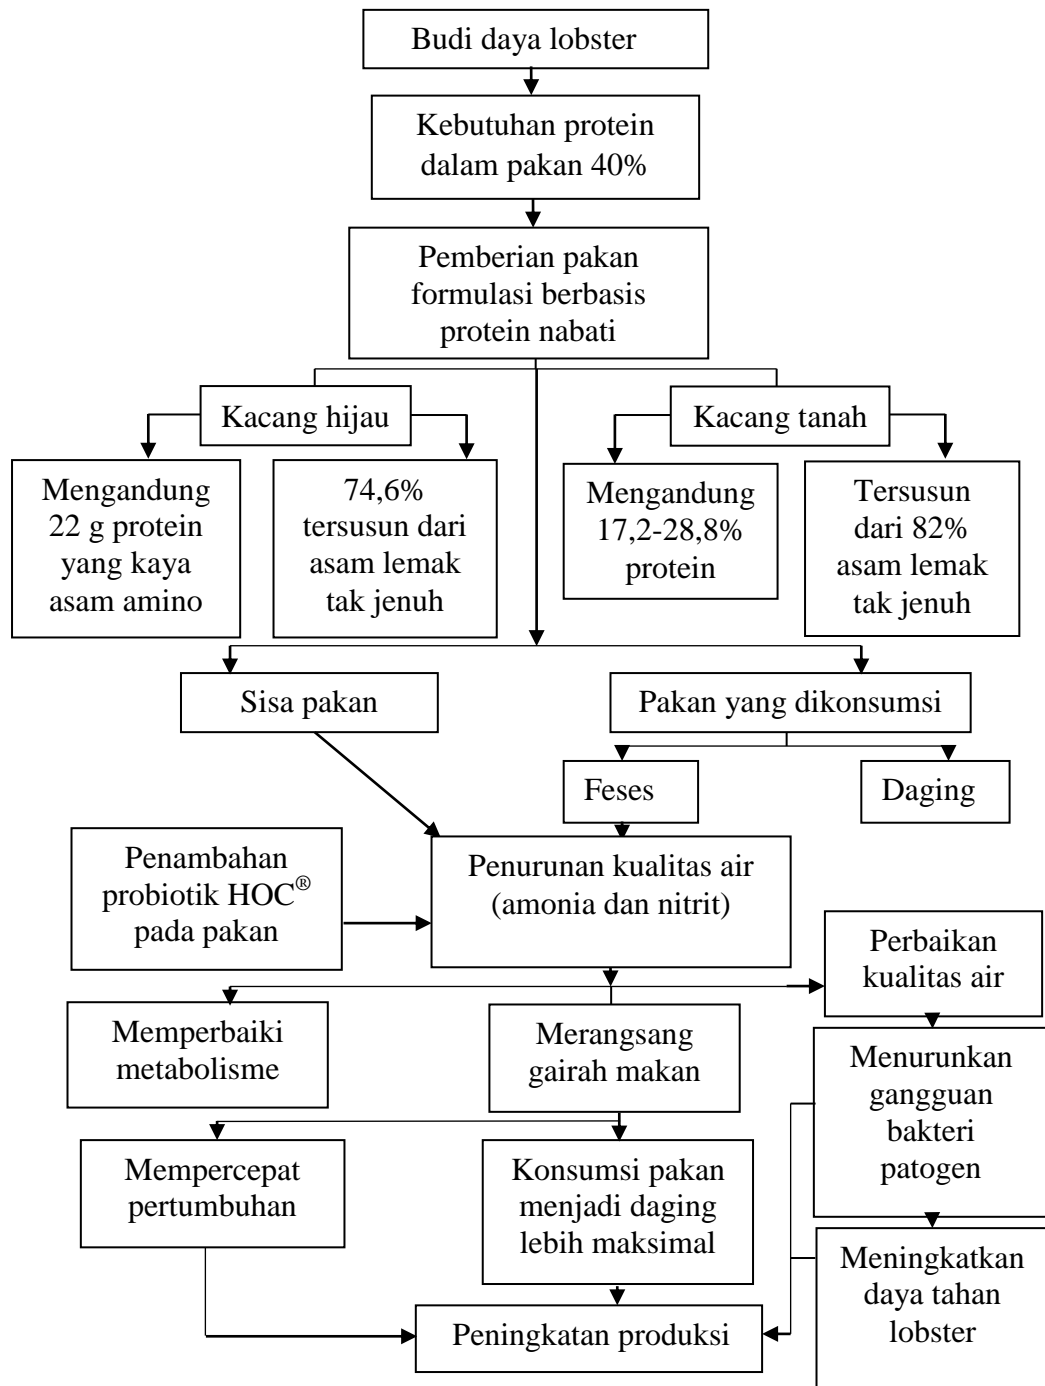 Budi daya lobster
Kebutuhan protein
dalam pakan 40%
Pemberian pakan
formulasi berbasis
protein nabati
Kacang hijau
Kacang tanah
Mengandung
22 g protein
yang kaya
asam amino
74,6%
tersusun dari
asam lemak
tak jenuh
Mengandung
17,2-28,8%
protein
Tersusun
dari 82%
asam lemak
tak jenuh
Sisa pakan
Pakan yang dikonsumsi
Feses
Daging
Penambahan
probiotik HOC®
pada pakan
Penurunan kualitas air
(amonia dan nitrit)
Perbaikan
kualitas air
Memperbaiki
metabolisme
Merangsang
gairah makan
Menurunkan
gangguan
bakteri
patogen
Mempercepat
pertumbuhan
Konsumsi pakan
menjadi daging
lebih maksimal
Meningkatkan
daya tahan
lobster
Peningkatan produksi